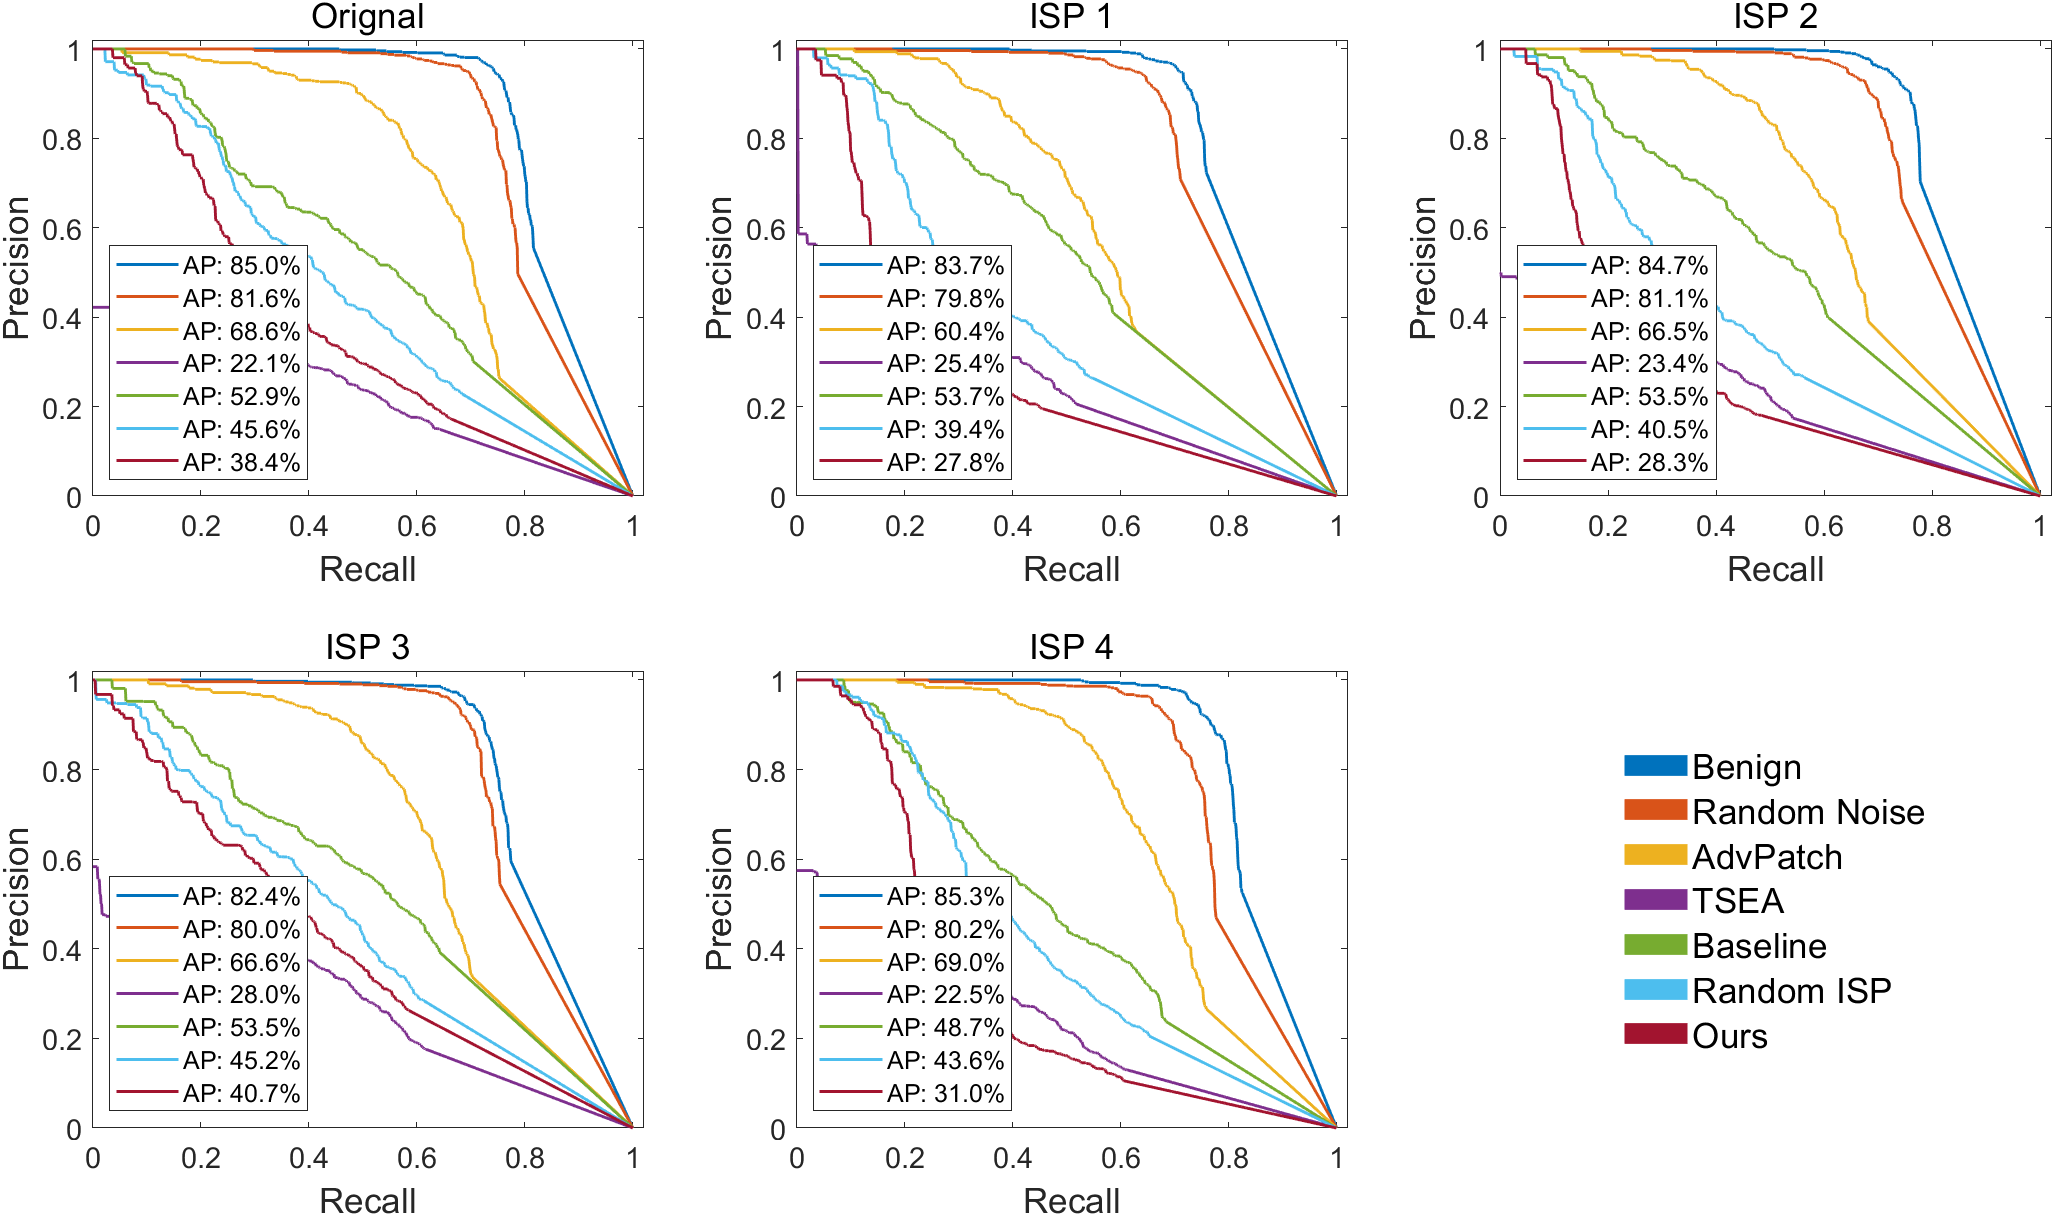 Orignal
1
0.8
0.6
0.4
0.2
0
Precision
AP: 85.0%
AP: 81.6%
AP: 68.6%
AP: 22.1%
AP: 52.9%
AP: 45.6%
AP: 38.4%
0 0.2 0.4 0.6 0.8 1
Recall
ISP 1
1
0.8
0.6
0.4
0.2
0
Precision
AP: 83.7%
AP: 79.8%
AP: 60.4%
AP: 25.4%
AP: 53.7%
AP: 39.4%
AP: 27.8%
0 0.2 0.4 0.6 0.8 1
Recall
ISP 2
1
0.8
0.6
0.4
0.2
0
Precision
AP: 84.7%
AP: 81.1%
AP: 66.5%
AP: 23.4%
AP: 53.5%
AP: 40.5%
AP: 28.3%
0 0.2 0.4 0.6 0.8 1
Recall
ISP 3
1
0.8
0.6
0.4
0.2
0
Precision
AP: 82.4%
AP: 80.0%
AP: 66.6%
AP: 28.0%
AP: 53.5%
AP: 45.2%
AP: 40.7%
0 0.2 0.4 0.6 0.8 1
Recall
ISP 4
1
0.8
0.6
0.4
0.2
0
Precision
AP: 85.3%
AP: 80.2%
AP: 69.0%
AP: 22.5%
AP: 48.7%
AP: 43.6%
AP: 31.0%
0 0.2 0.4 0.6 0.8 1
Recall
Benign
Random Noise
AdvPatch
TSEA
Baseline
Random ISP
Ours